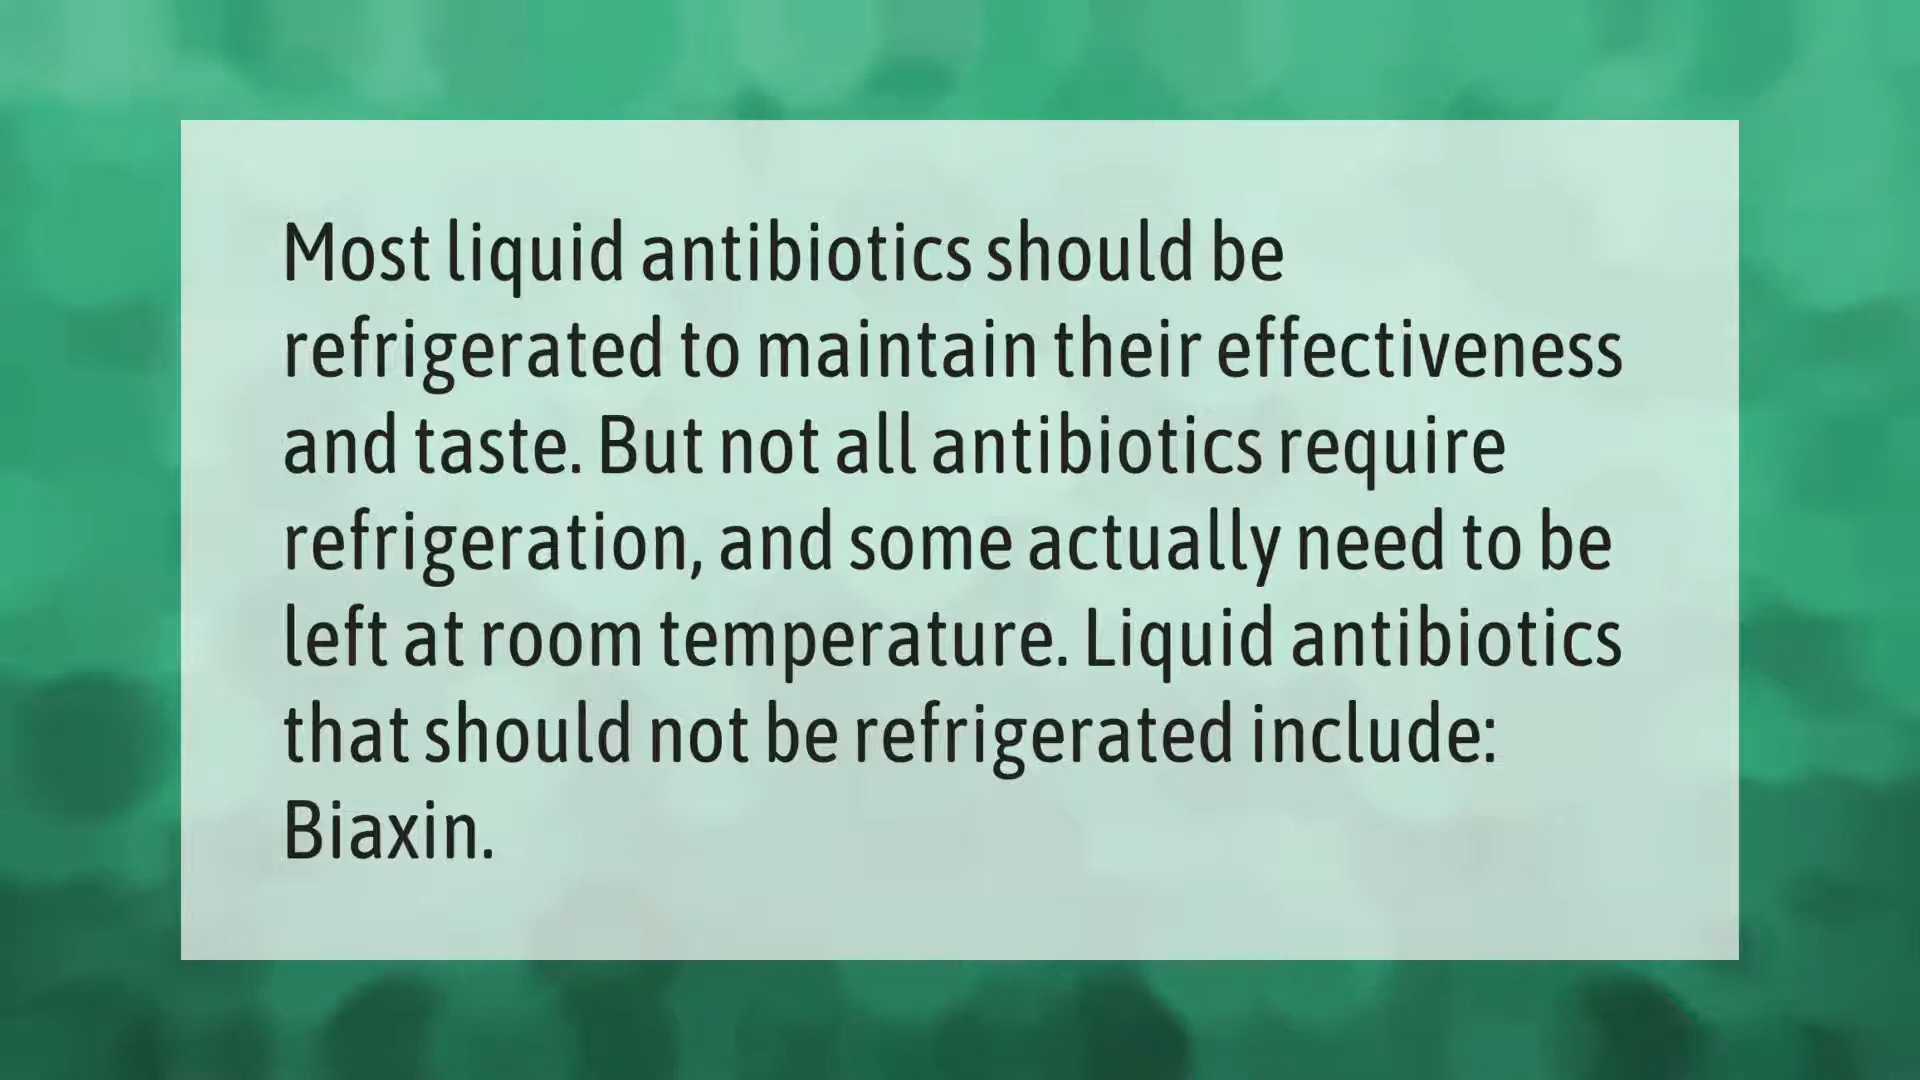 Most liquid antibiotics should be
refrigerated to maintain their effectiveness
and taste. But not all antibiotics require
refrigeration, and some actually need to be
left at room temperature. Liquid antibiotics
that should not be refrigerated include:
Biaxin.